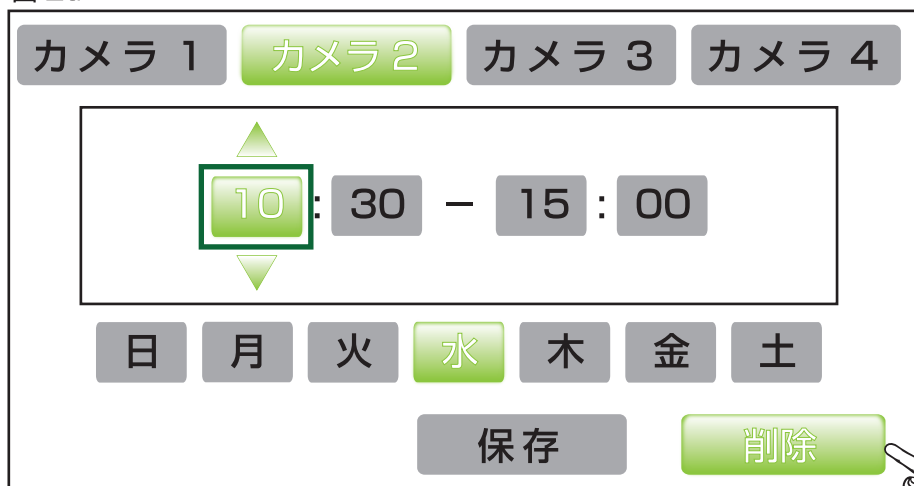 カメラ 1 カメラ 2 カメラ 3 カメラ 4
10 : 30 − 15 : 00
日 月 火 水 木 金 土
保存 削除